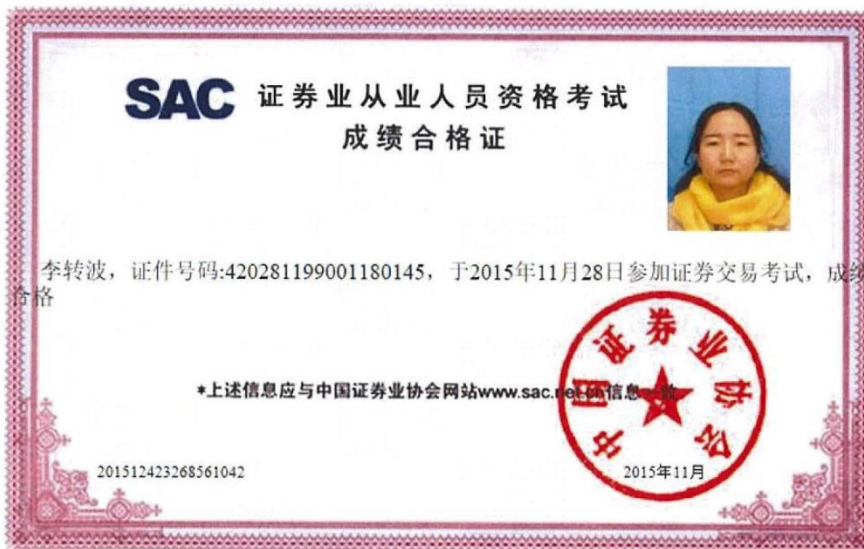 SAC 证券业从业人员资格考试
成绩合格证
李转波，证件号码:420281199001180145，于2015年11月28日参加证券交易考试，成绩
合格
*上述信息应与中国证券业协会网站www.sac.net.cn信息一致
中国证券业协会
201512423268561042
2015年11月